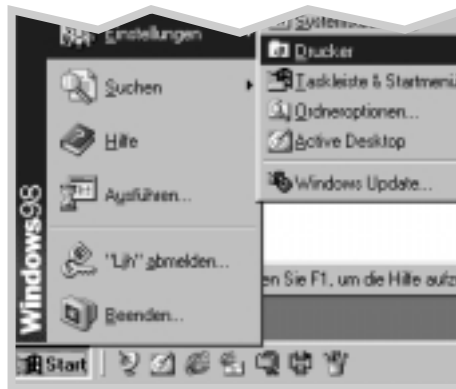 Einstellungen
Suchen
Hilfe
Ausführen...
"Ljh" abmelden...
Beenden...
Windows98
Drucker
Taskleiste & Startmenü
Ordneroptionen...
Active Desktop
Windows Update...
en Sie F1, um die Hilfe aufz
Start